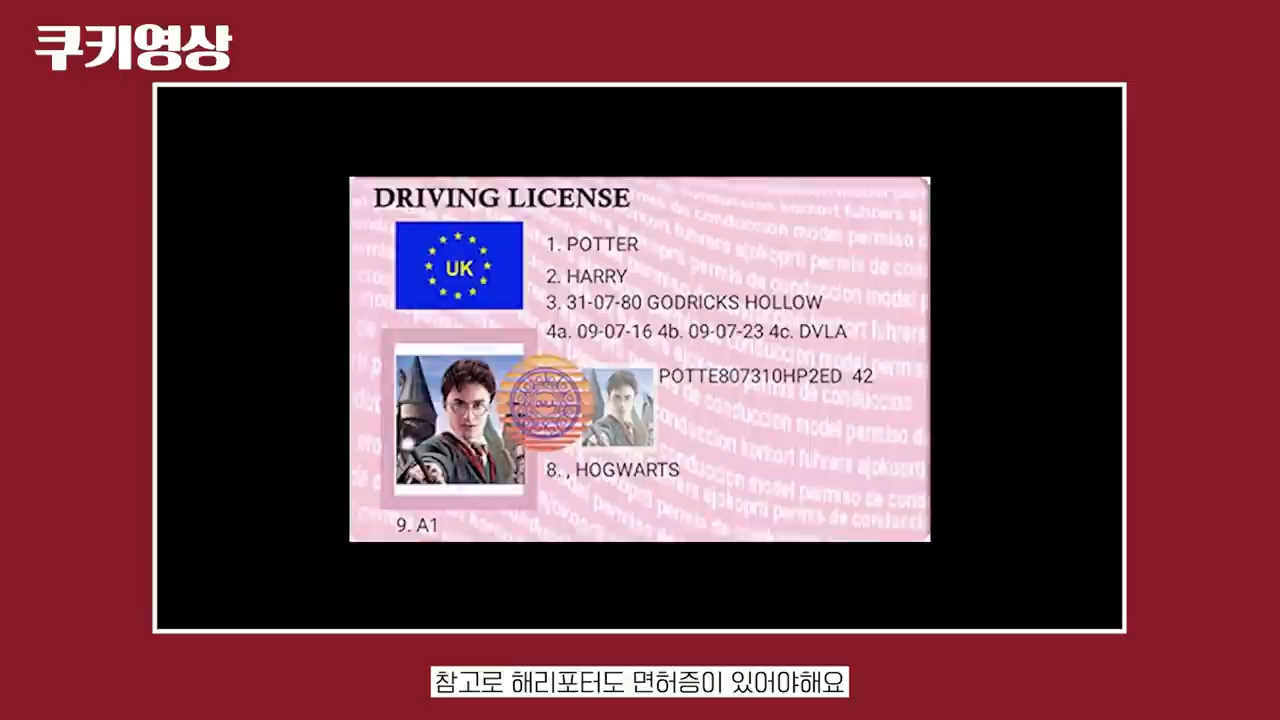 쿠키영상
DRIVING LICENSE
UK
1. POTTER
2. HARRY
3. 31-07-80 GODRICKS HOLLOW
4a. 09-07-16 4b. 09-07-23 4c. DVLA
POTTE807310HP2ED 42
8. , HOGWARTS
9. A1
참고로 해리포터도 면허증이 있어야해요